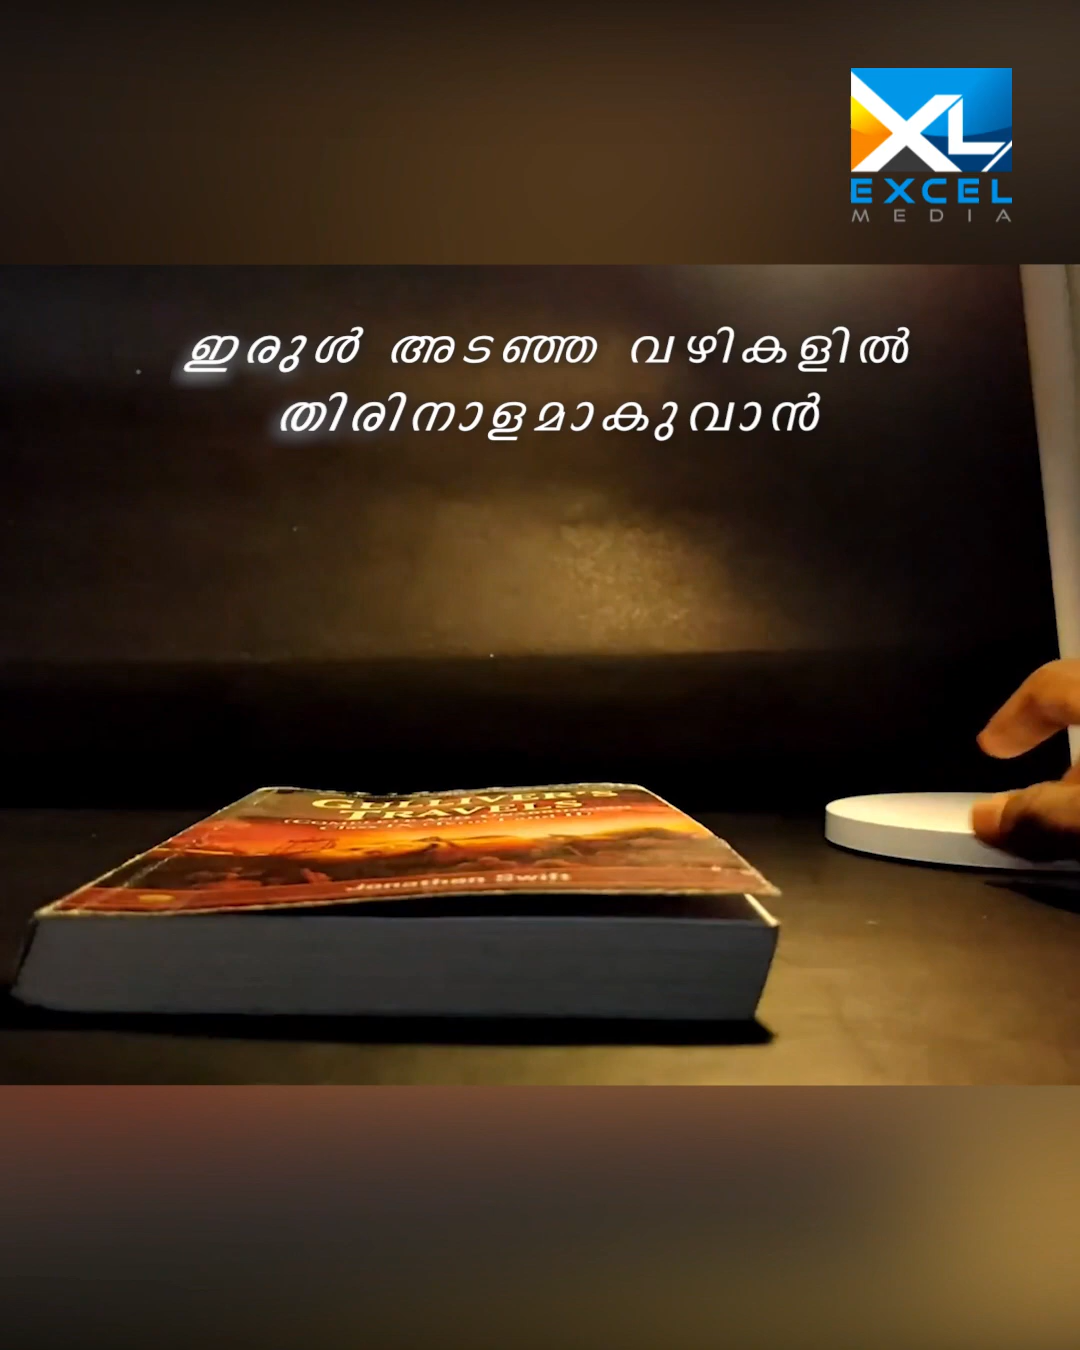 XL
EXCEL
MEDIA
ഇരുൾ അടഞ്ഞ വഴികളിൽ
തിരിനാളമാകുവാൻ
GULLIVER'S
TRAVELS
Jonathan Swift